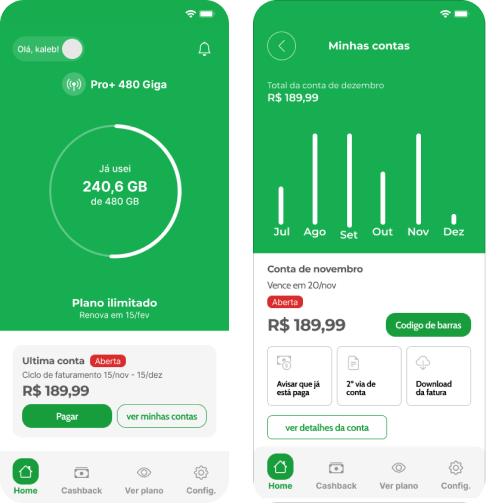 Olá, kaleb!
Pro+ 480 Giga
Já usei
240,6 GB
de 480 GB
Plano ilimitado
Renova em 15/fev
Ultima conta Aberta
Ciclo de faturamento 15/nov - 15/dez
R$ 189,99
Pagar
ver minhas contas
Home
Cashback
Ver plano
Config.
Minhas contas
Total da conta de dezembro
R$ 189,99
Jul Ago Set Out Nov Dez
Conta de novembro
Vence em 20/nov
Aberta
R$ 189,99
Codigo de barras
Avisar que já
está paga
2ª via de
conta
Download
da fatura
ver detalhes da conta
Home
Cashback
Ver plano
Config.